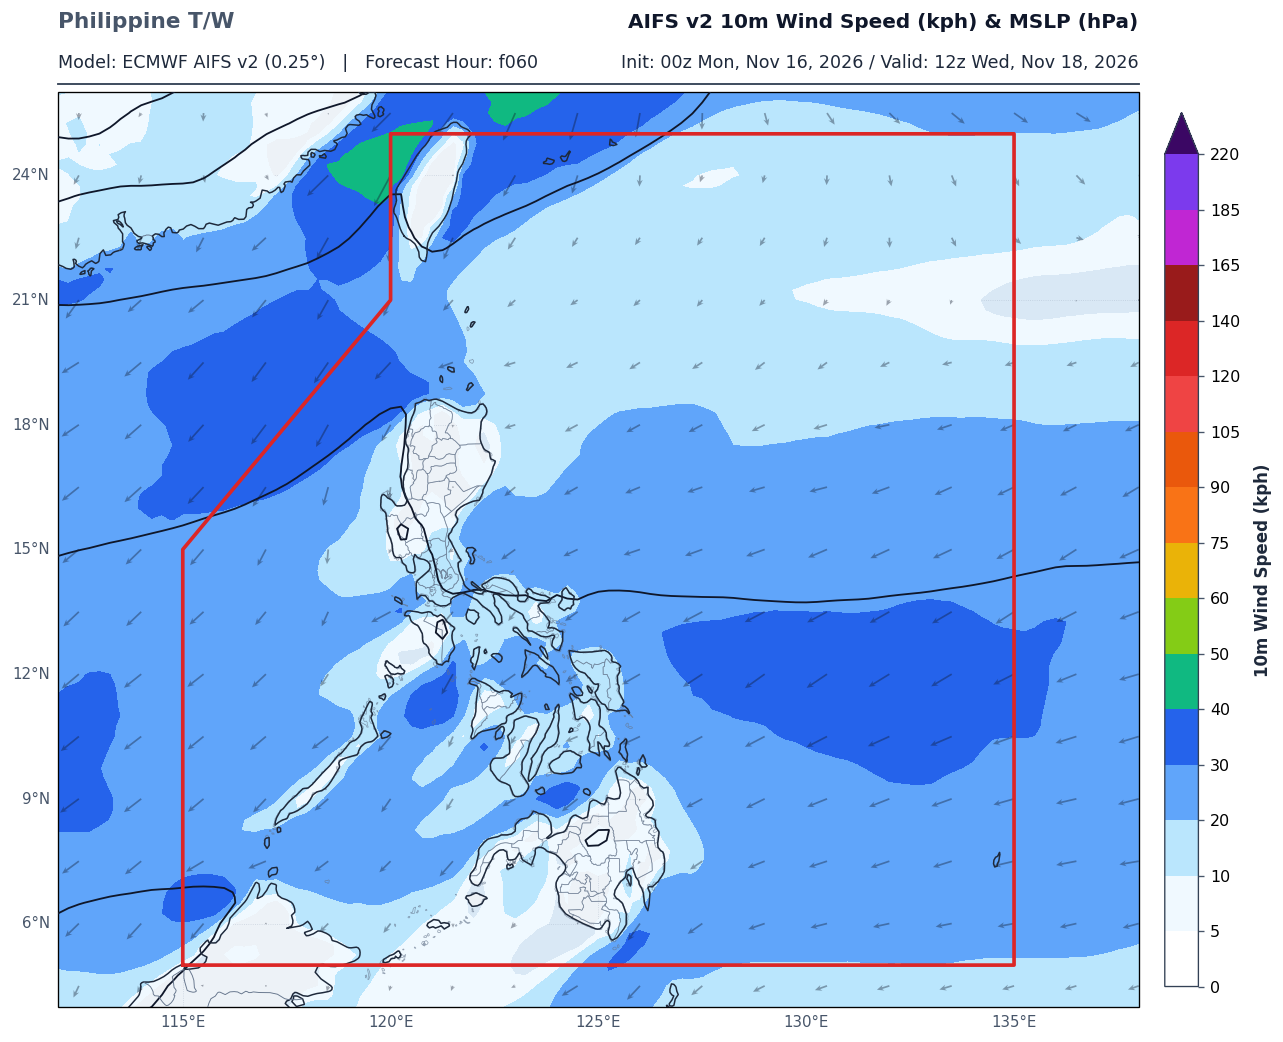 Philippine T/W
AIFS v2 10m Wind Speed (kph) & MSLP (hPa)
Model: ECMWF AIFS v2 (0.25°)   |   Forecast Hour: f060
Init: 00z Mon, Nov 16, 2026 / Valid: 12z Wed, Nov 18, 2026
24°N
21°N
18°N
15°N
12°N
9°N
6°N
115°E
120°E
125°E
130°E
135°E
220
185
165
140
120
105
90
75
60
50
40
30
20
10
5
0
10m Wind Speed (kph)